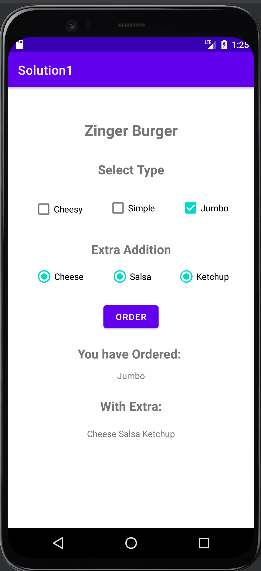 LTE 1:25
Solution1
Zinger Burger
Select Type
Cheesy Simple Jumbo
Extra Addition
Cheese Salsa Ketchup
ORDER
You have Ordered:
Jumbo
With Extra:
Cheese Salsa Ketchup